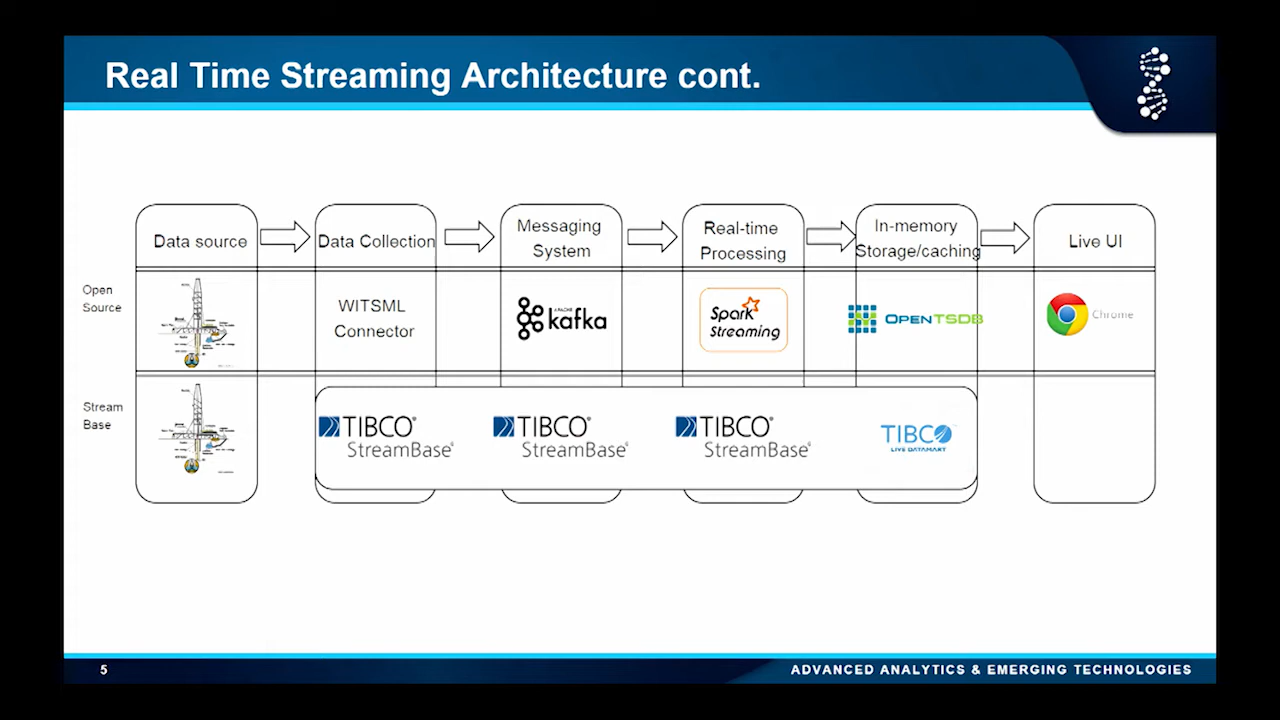 Real Time Streaming Architecture cont.
Data source
Data Collection
Messaging
System
Real-time
Processing
In-memory
Storage/caching
Live UI
Open
Source
WITSML
Connector
APACHE
kafka
Spark
Streaming
OPENTSDB
Chrome
Stream
Base
TIBCO®
StreamBase
TIBCO®
StreamBase
TIBCO®
StreamBase
TIBCO
LIVE DATAMART
5
ADVANCED ANALYTICS & EMERGING TECHNOLOGIES